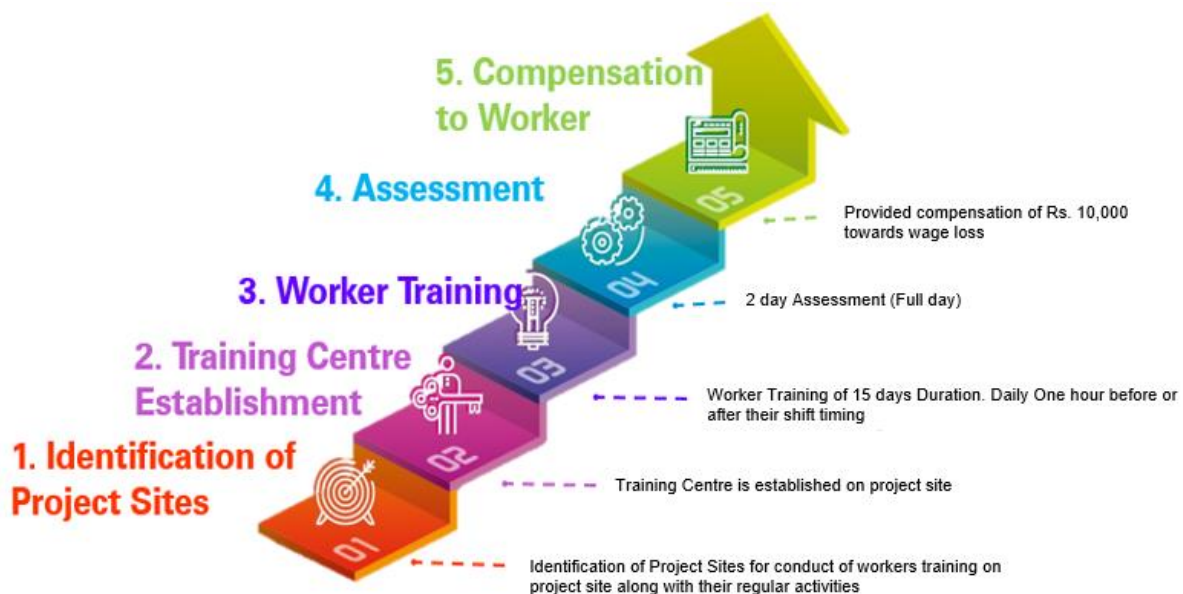 5. Compensation
to Worker
05
Provided compensation of Rs. 10,000
towards wage loss
4. Assessment
04
2 day Assessment (Full day)
3. Worker Training
03
Worker Training of 15 days Duration. Daily One hour before or
after their shift timing
2. Training Centre
Establishment
02
Training Centre is established on project site
1. Identification of
Project Sites
01
Identification of Project Sites for conduct of workers training on
project site along with their regular activities